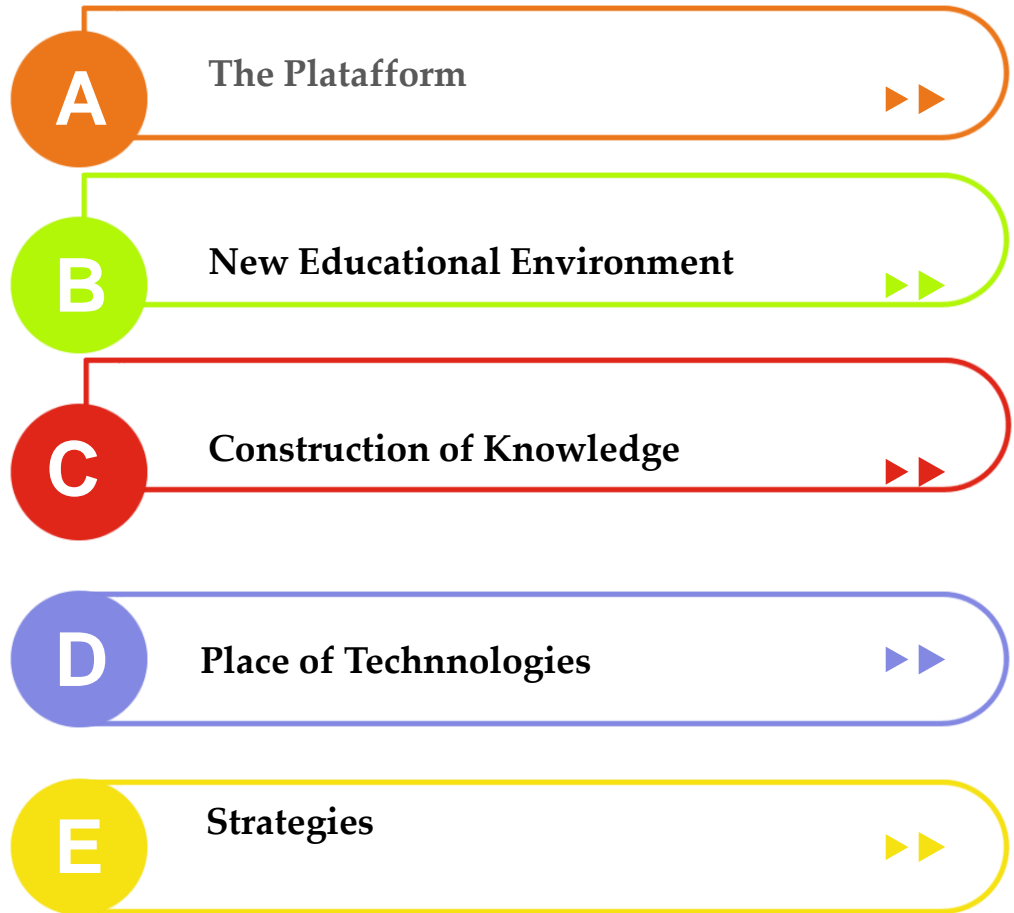 A
The Platafform
B
New Educational Environment
C
Construction of Knowledge
D
Place of Technnologies
E
Strategies